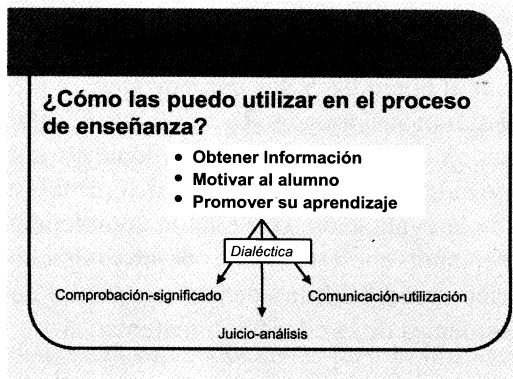 ¿Cómo las puedo utilizar en el proceso
de enseñanza?
• Obtener Información
• Motivar al alumno
• Promover su aprendizaje
Dialéctica
Comprobación-significado
Comunicación-utilización
Juicio-análisis